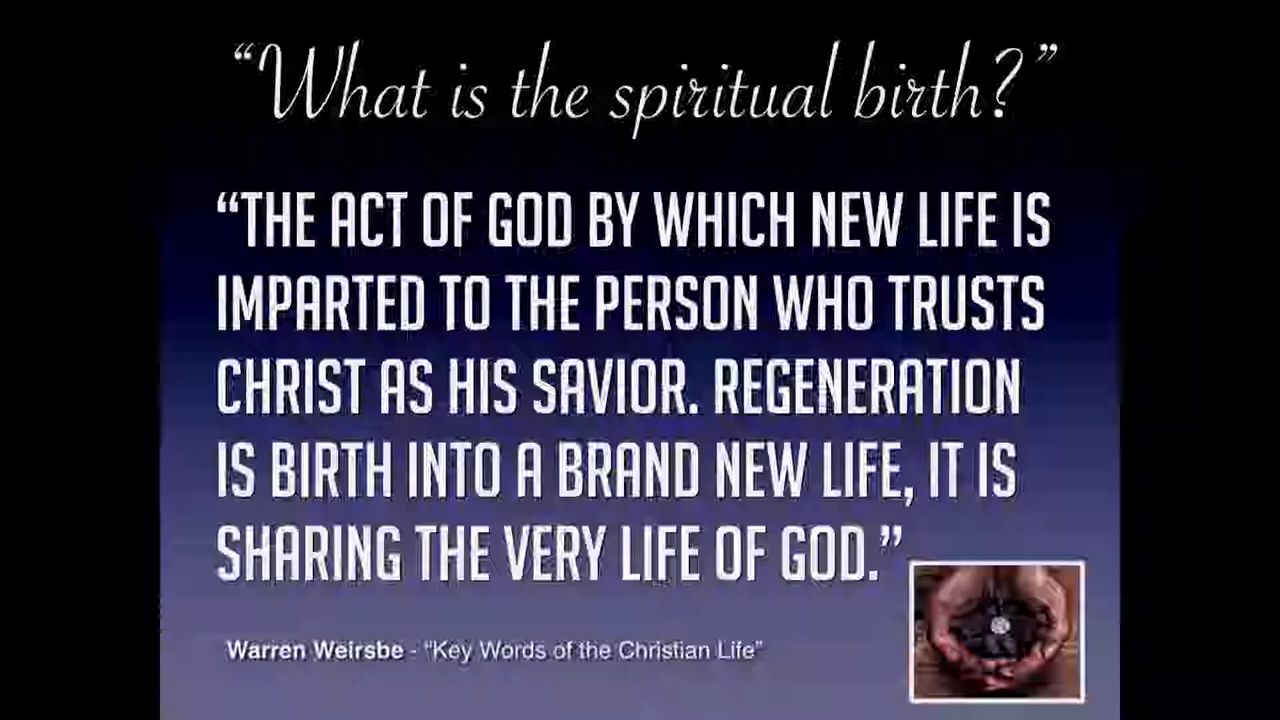 “What is the spiritual birth?”
“THE ACT OF GOD BY WHICH NEW LIFE IS
IMPARTED TO THE PERSON WHO TRUSTS
CHRIST AS HIS SAVIOR. REGENERATION
IS BIRTH INTO A BRAND NEW LIFE, IT IS
SHARING THE VERY LIFE OF GOD.”
Warren Weirsbe - “Key Words of the Christian Life”